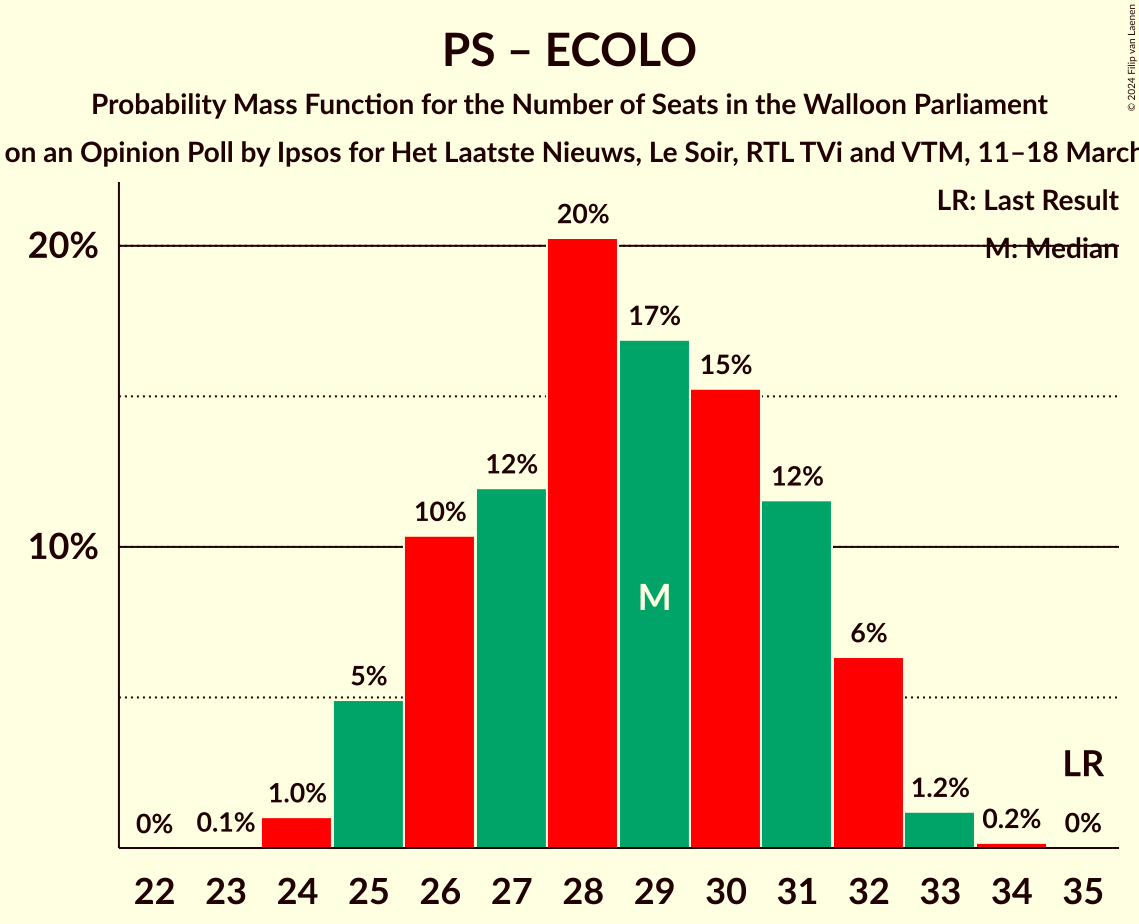 PS – ECOLO
Probability Mass Function for the Number of Seats in the Walloon Parliament
on an Opinion Poll by Ipsos for Het Laatste Nieuws, Le Soir, RTL TVi and VTM, 11–18 March
© 2024 Filip van Laenen
LR: Last Result
M: Median
20%
10%
0%
0.1%
1.0%
5%
10%
12%
20%
17%
15%
12%
6%
1.2%
0.2%
0%
M
LR
22 23 24 25 26 27 28 29 30 31 32 33 34 35